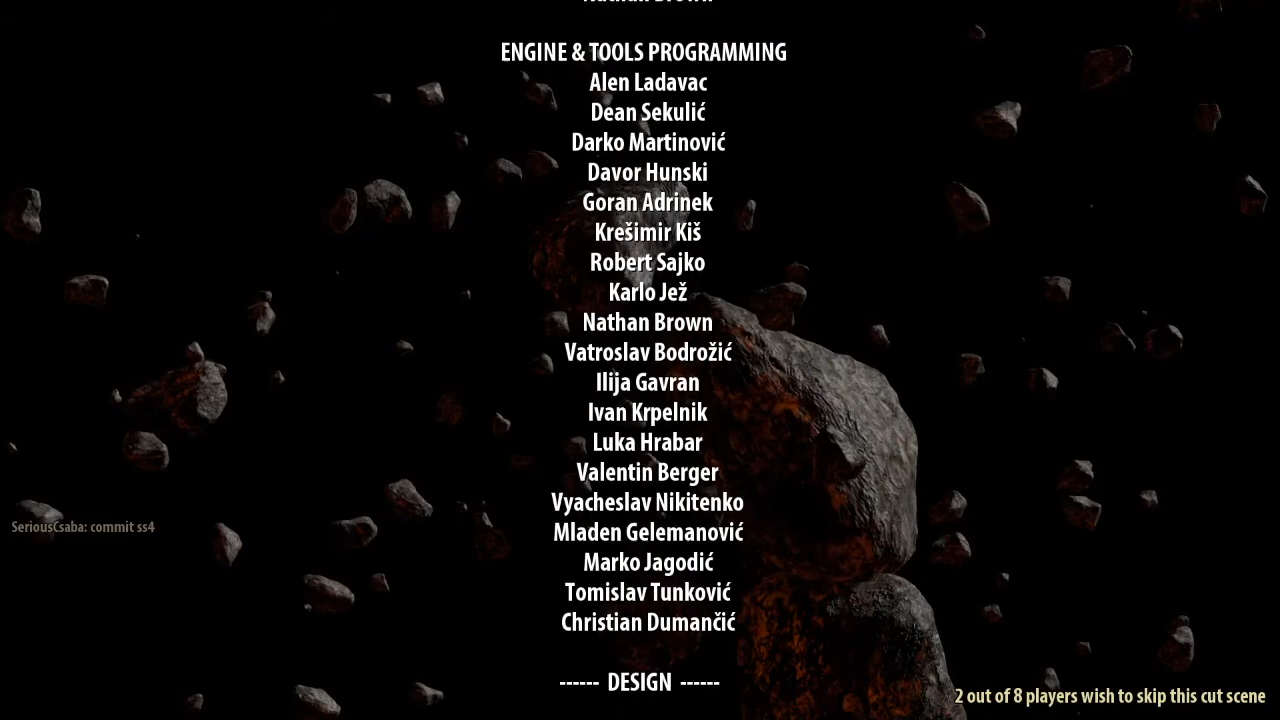 Nathan Brown
ENGINE & TOOLS PROGRAMMING
Alen Ladavac
Dean Sekulić
Darko Martinović
Davor Hunski
Goran Adrinek
Krešimir Kiš
Robert Sajko
Karlo Jež
Nathan Brown
Vatroslav Bodrožić
Ilija Gavran
Ivan Krpelnik
Luka Hrabar
Valentin Berger
Vyacheslav Nikitenko
Mladen Gelemanović
Marko Jagodić
Tomislav Tunković
Christian Dumančić
------ DESIGN ------
SeriousCsaba: commit ss4
2 out of 8 players wish to skip this cut scene